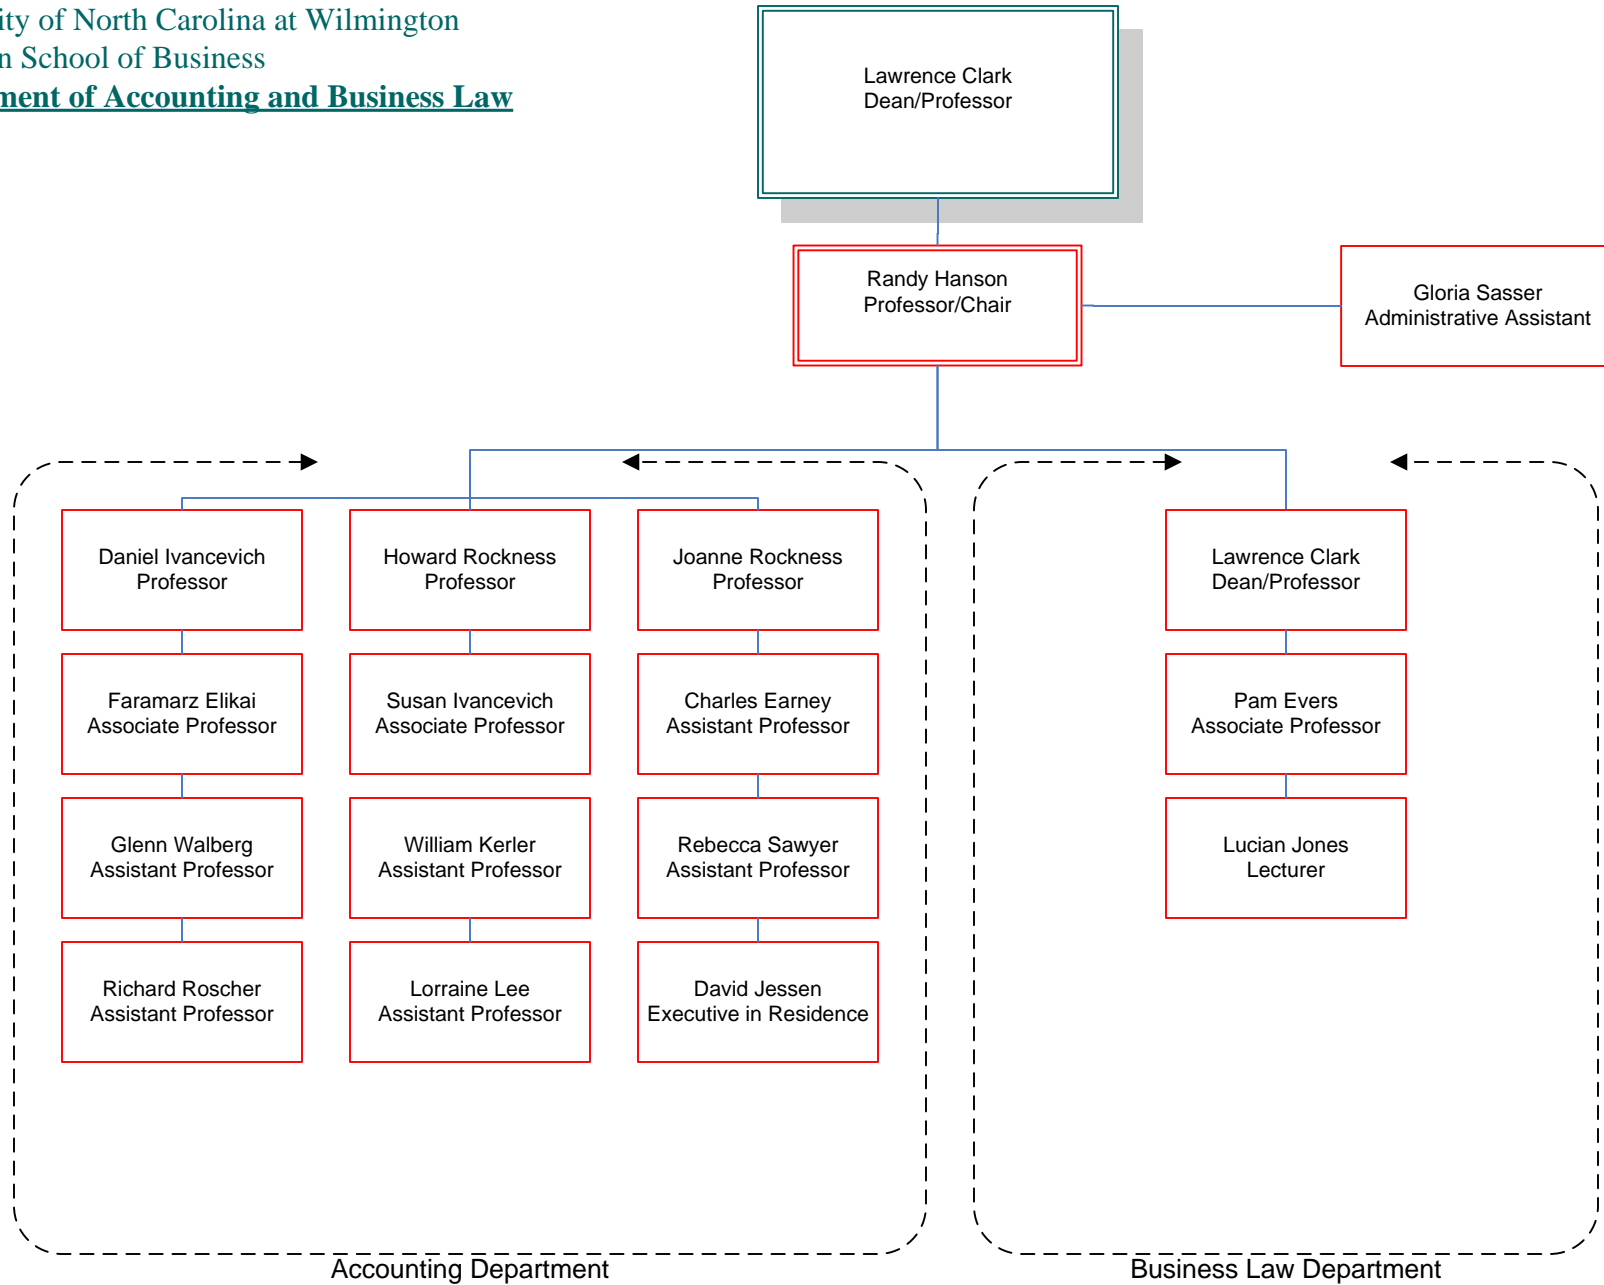 ity of North Carolina at Wilmington
n School of Business
ment of Accounting and Business Law
Lawrence Clark
Dean/Professor
Randy Hanson
Professor/Chair
Gloria Sasser
Administrative Assistant
Daniel Ivancevich
Professor
Howard Rockness
Professor
Joanne Rockness
Professor
Lawrence Clark
Dean/Professor
Faramarz Elikai
Associate Professor
Susan Ivancevich
Associate Professor
Charles Earney
Assistant Professor
Pam Evers
Associate Professor
Glenn Walberg
Assistant Professor
William Kerler
Assistant Professor
Rebecca Sawyer
Assistant Professor
Lucian Jones
Lecturer
Richard Roscher
Assistant Professor
Lorraine Lee
Assistant Professor
David Jessen
Executive in Residence
Accounting Department
Business Law Department